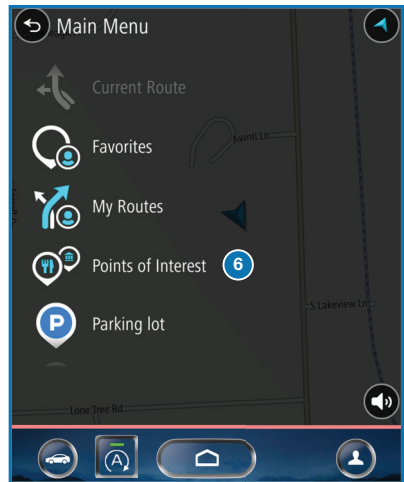 Main Menu
Current Route
Avanti Ln
Favorites
My Routes
Points of Interest 6
S Lakeview Ln
P Parking lot
Lone Tree Rd
A